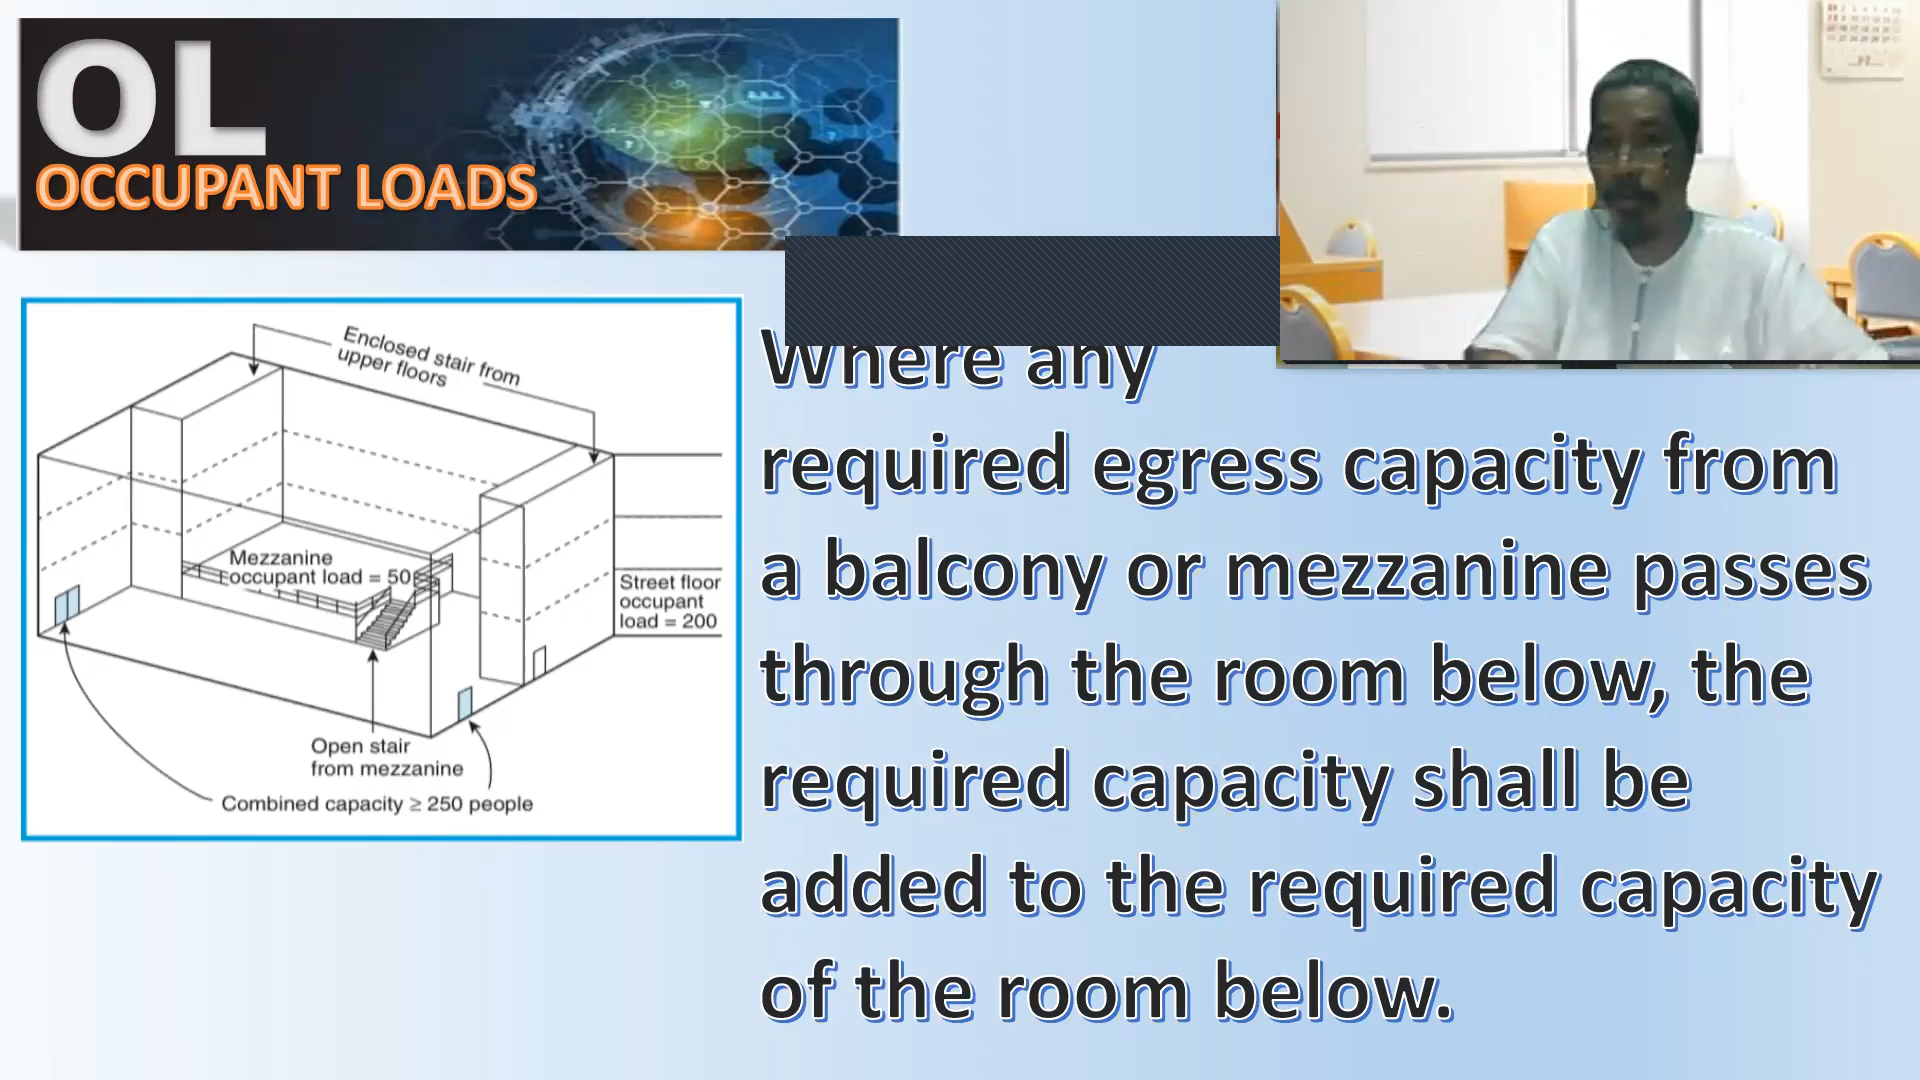 OL
OCCUPANT LOADS
Enclosed stair from
upper floors
Mezzanine
occupant load = 50
Street floor
occupant
load = 200
Open stair
from mezzanine
Combined capacity ≥ 250 people
Where any
required egress capacity from
a balcony or mezzanine passes
through the room below, the
required capacity shall be
added to the required capacity
of the room below.